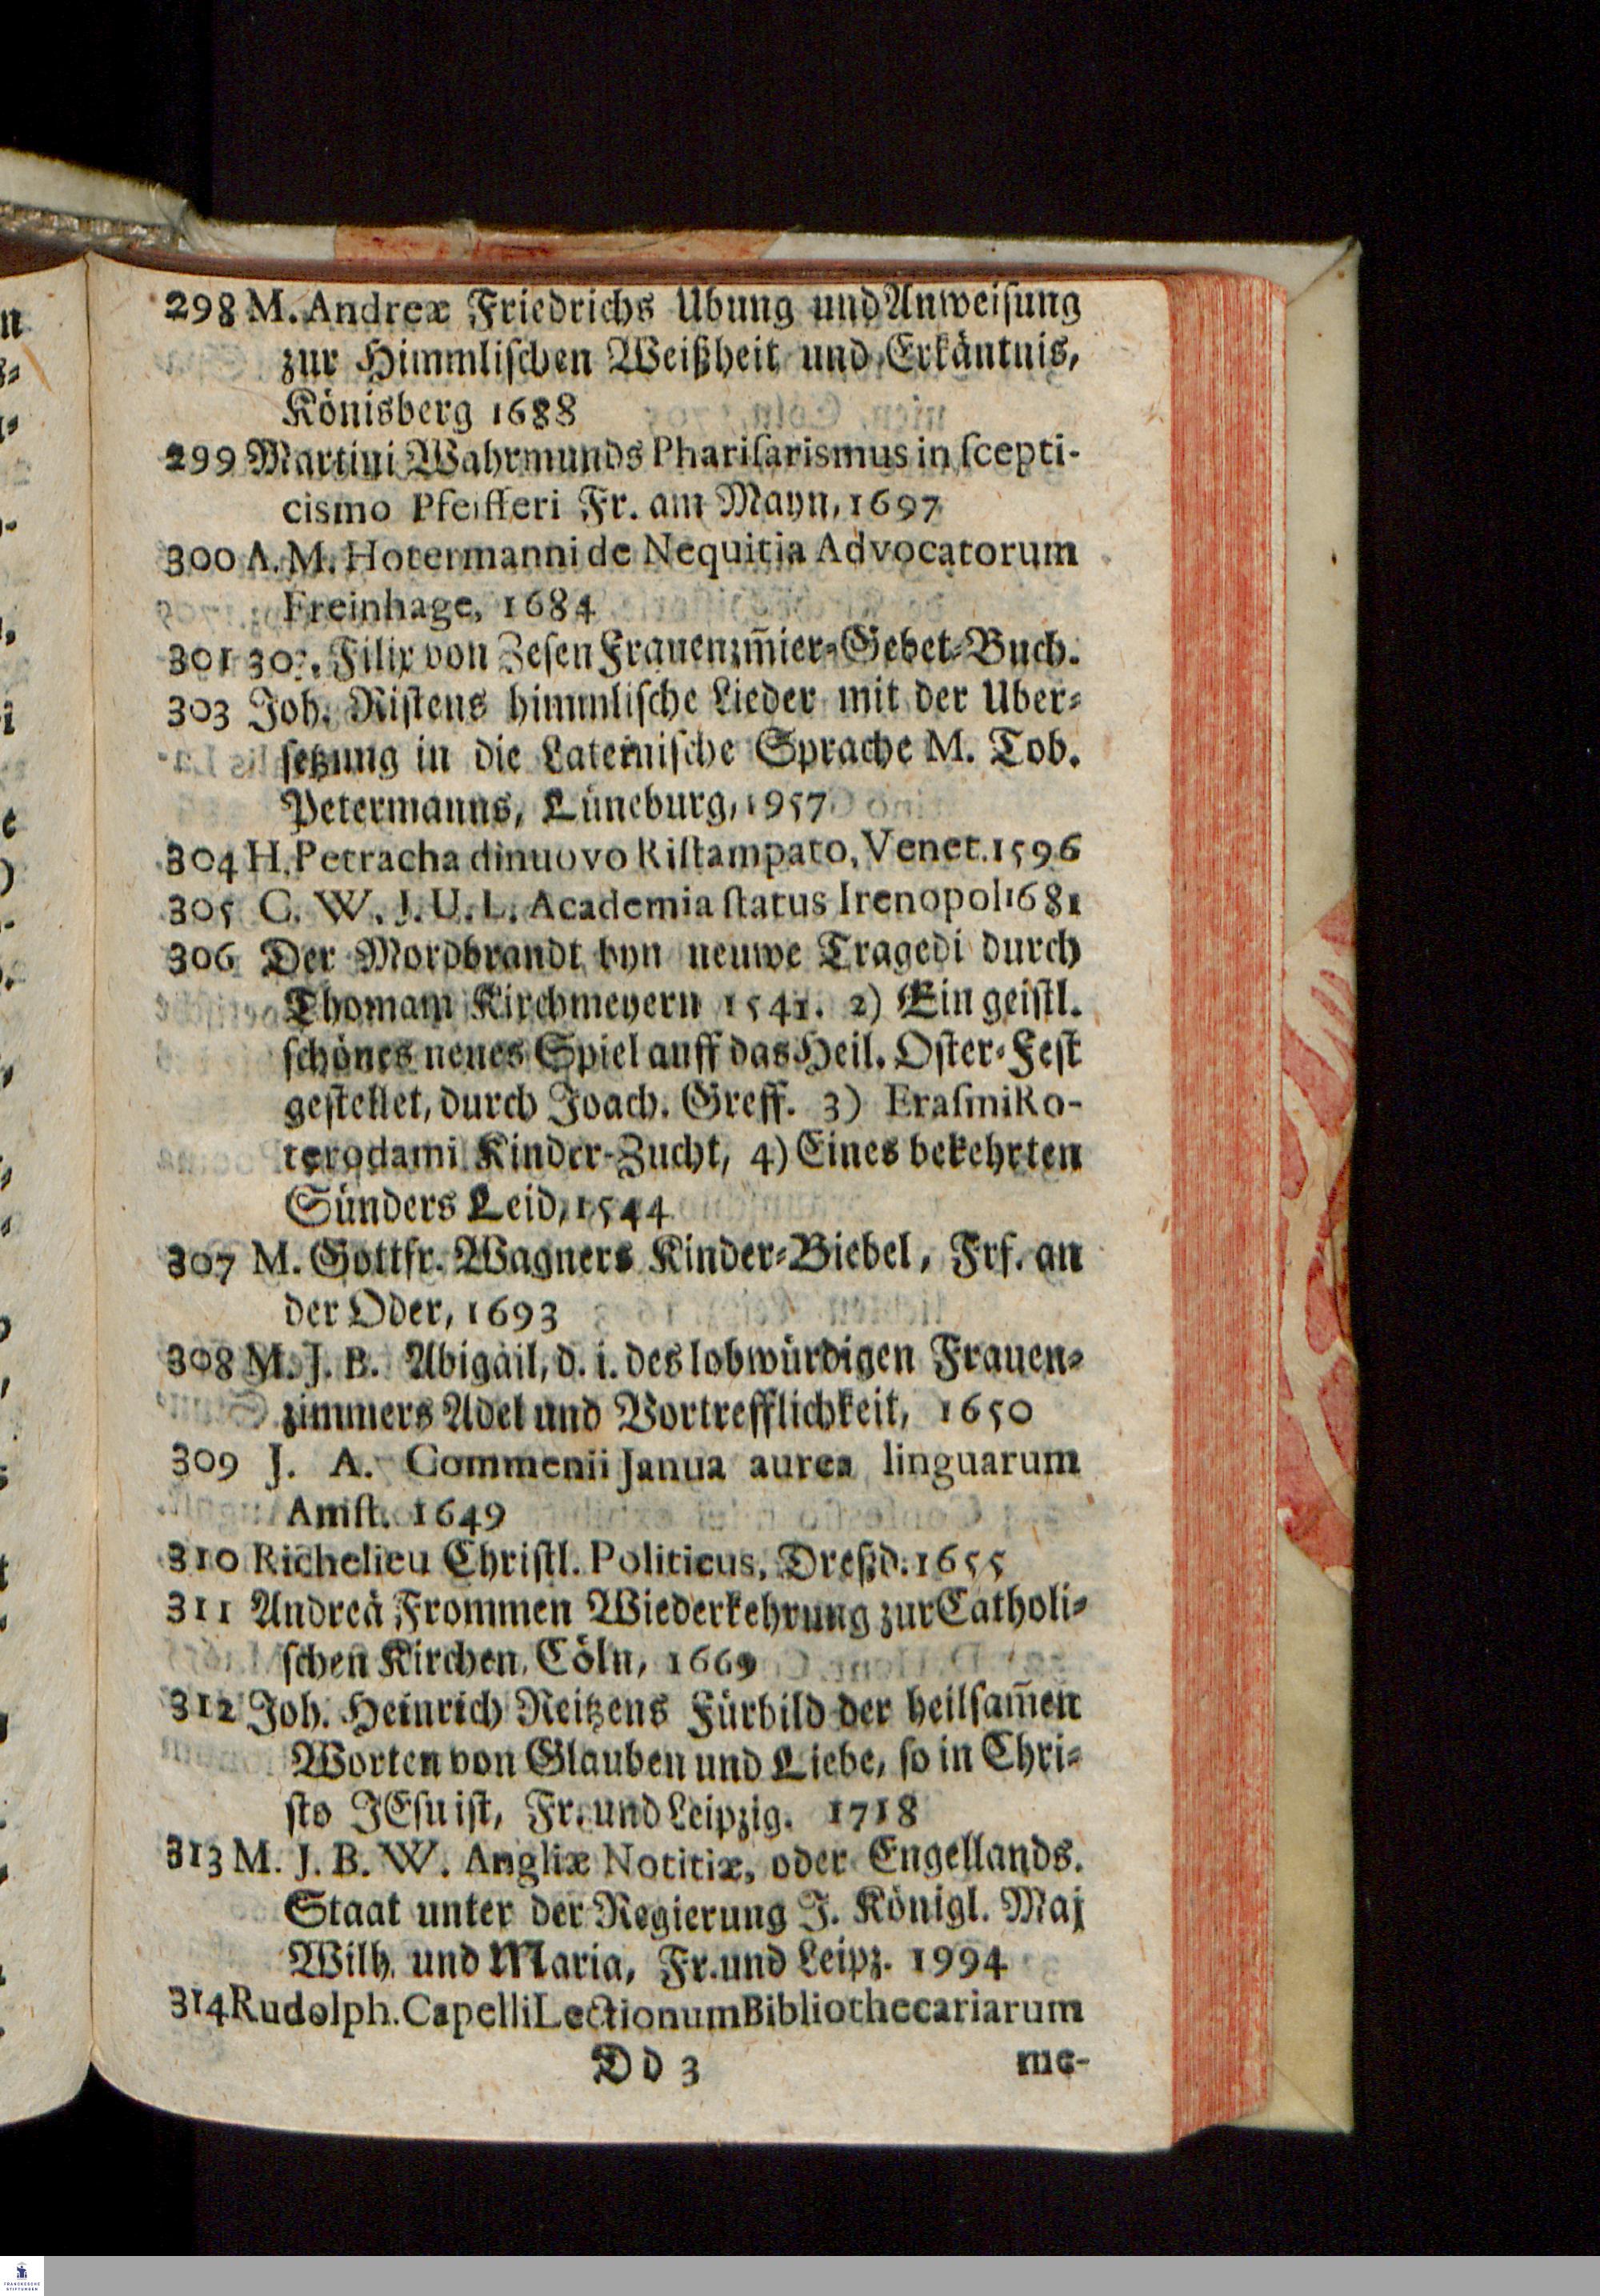 298 M. Andreæ Friedrichs Ubung und Anweisung
zur Himmlischen Weißheit und Erkäntnis,
Könisberg 1688
299 Martini Wahrmunds Phariſarismus in ſcepti-
cismo Pfeifferi Fr. am Mayn, 1697
300 A. M. Hotermanni de Nequitia Advocatorum
Freinhage, 1684
301 302. Filix von Zesen Frauenzm̄ier-Gebet-Buch.
303 Joh. Ristens himmlische Lieder mit der Uber-
setzung in die Lateinische Sprache M. Tob.
Petermanns, Lüneburg, 1957
304 H. Petracha dinuovo Riſtampato, Venet. 1596
305 C. W. J. U. L. Academia ſtatus Irenopol 1681
306 Der Mordbrandt hyn neuwe Tragedi durch
Thomam Kirchmeyern 1541. 2) Ein geistl.
schönes neues Spiel auff das Heil. Oster-Fest
gestellet, durch Joach. Greff. 3) Eraſmi Ro-
terodami Kinder-Zucht, 4) Eines bekehrten
Sünders Leid, 1544
307 M. Gottfr. Wagners Kinder-Biebel, Frf. an
der Oder, 1693
308 M. J. B. Abigail, d. i. des lobwürdigen Frauen-
zimmers Adel und Vortrefflichkeit, 1650
309 J. A. Commenii Janua aurea linguarum
Amſt. 1649
310 Richelieu Christl. Politicus, Dreßd. 1655
311 Andreä Frommen Wiederkehrung zur Catholi-
schen Kirchen, Cöln, 1669
312 Joh. Heinrich Reitzens Fürbild der heilsam̄en
Worten von Glauben und Liebe, so in Chri-
sto JEsu ist, Fr. und Leipzig. 1718
313 M. J. B. W. Angliæ Notitiæ, oder Engellands.
Staat unter der Regierung J. Königl. Maj
Wilh. und Maria, Fr. und Leipz. 1994
314 Rudolph. Capelli Lectionum Bibliothecariarum
Dd 3 me-
FRANCKESCHE
STIFTUNGEN